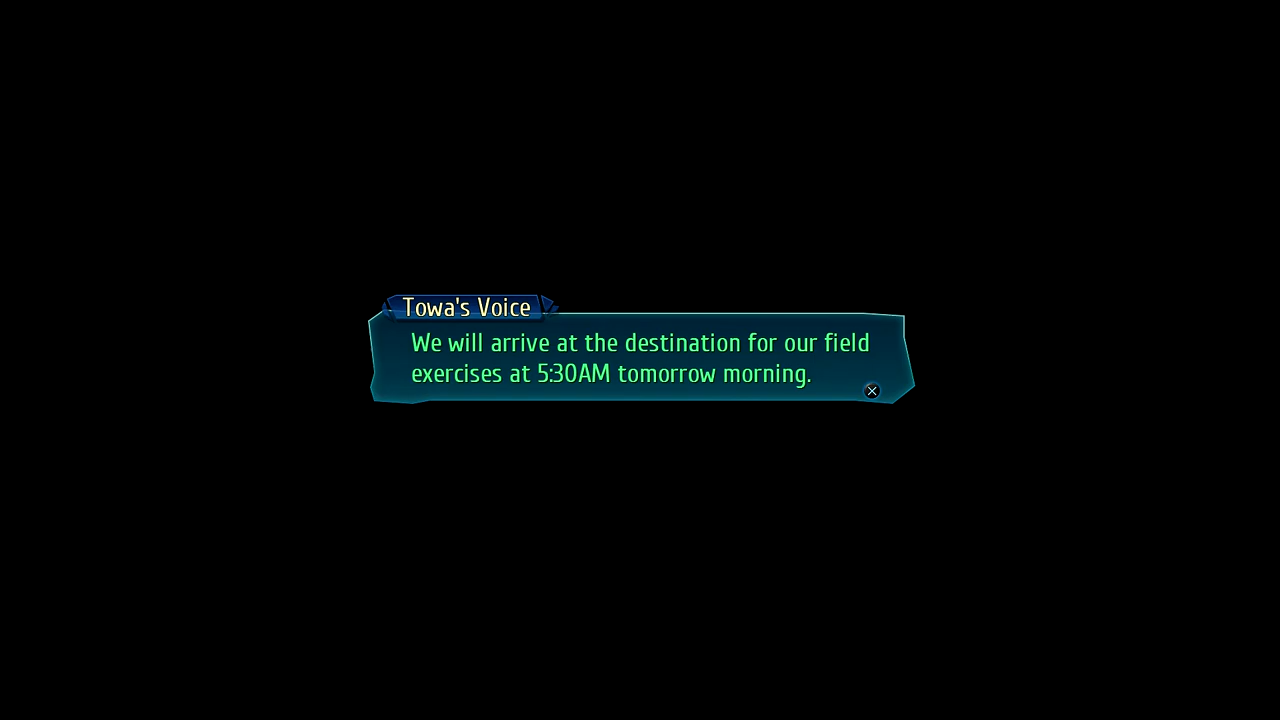 Towa's Voice
We will arrive at the destination for our field
exercises at 5:30AM tomorrow morning.